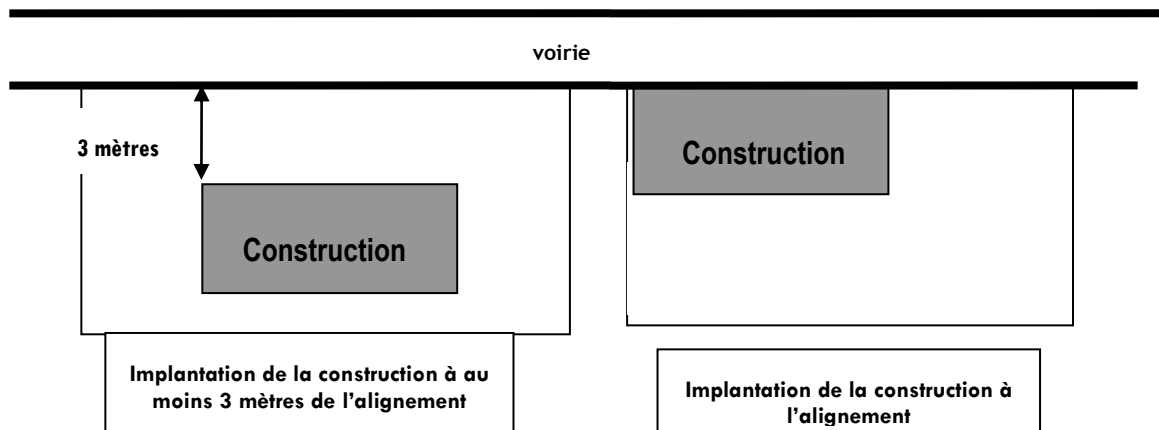 voirie
3 mètres
Construction
Construction
Implantation de la construction à au
moins 3 mètres de l'alignement
Implantation de la construction à
l'alignement